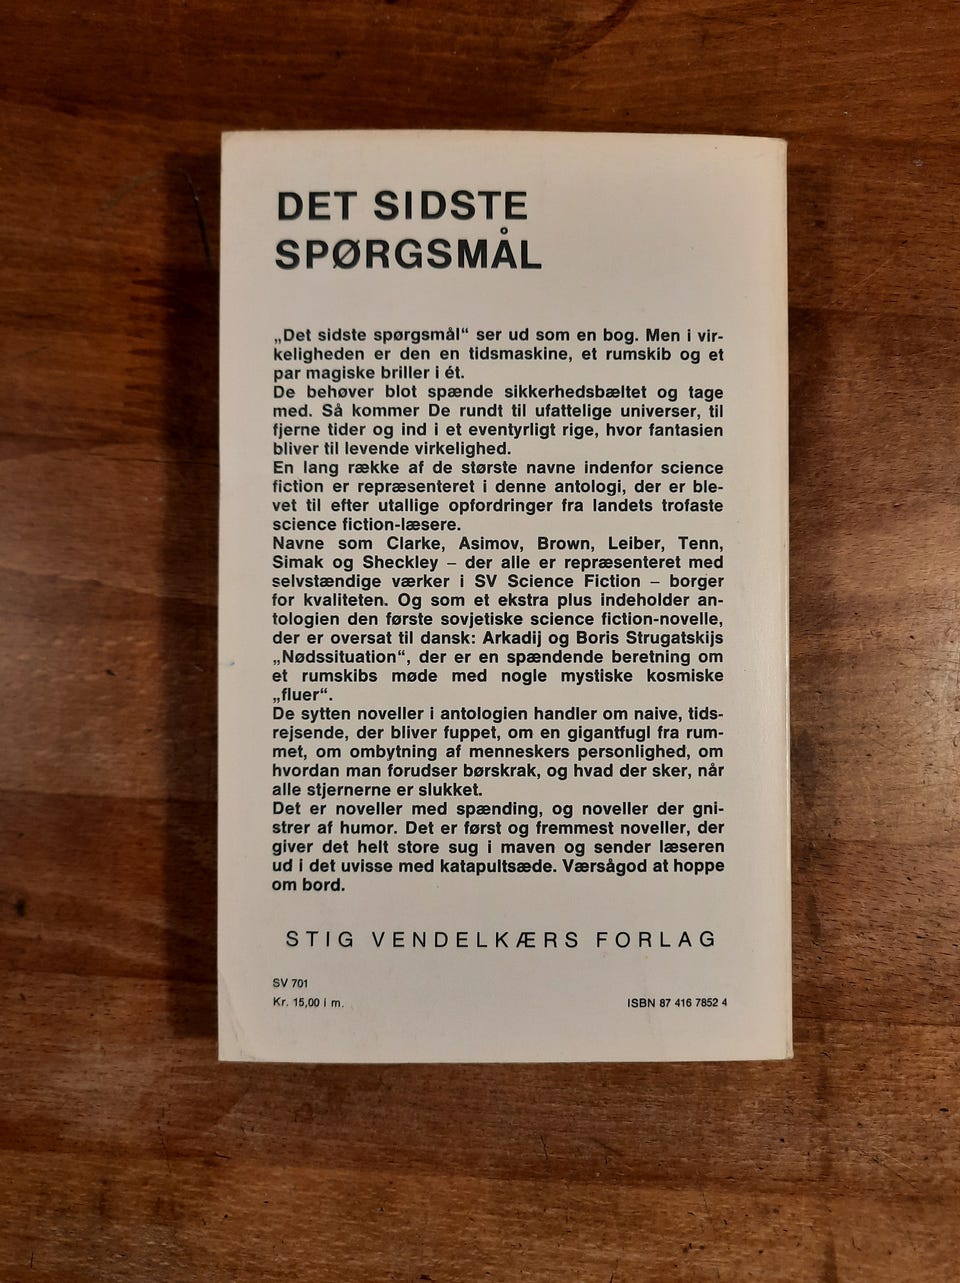 DET SIDSTE
SPØRGSMÅL
„Det sidste spørgsmål“ ser ud som en bog. Men i vir-
keligheden er den en tidsmaskine, et rumskib og et
par magiske briller i ét.
De behøver blot spænde sikkerhedsbæltet og tage
med. Så kommer De rundt til ufattelige universer, til
fjerne tider og ind i et eventyrligt rige, hvor fantasien
bliver til levende virkelighed.
En lang række af de største navne indenfor science
fiction er repræsenteret i denne antologi, der er ble-
vet til efter utallige opfordringer fra landets trofaste
science fiction-læsere.
Navne som Clarke, Asimov, Brown, Leiber, Tenn,
Simak og Sheckley – der alle er repræsenteret med
selvstændige værker i SV Science Fiction – borger
for kvaliteten. Og som et ekstra plus indeholder an-
tologien den første sovjetiske science fiction-novelle,
der er oversat til dansk: Arkadij og Boris Strugatskijs
„Nødssituation“, der er en spændende beretning om
et rumskibs møde med nogle mystiske kosmiske
„fluer“.
De sytten noveller i antologien handler om naive, tids-
rejsende, der bliver fuppet, om en gigantfugl fra rum-
met, om ombytning af menneskers personlighed, om
hvordan man forudser børskrak, og hvad der sker, når
alle stjernerne er slukket.
Det er noveller med spænding, og noveller der gni-
strer af humor. Det er først og fremmest noveller, der
giver det helt store sug i maven og sender læseren
ud i det uvisse med katapultsæde. Værsågod at hoppe
om bord.
STIG VENDELKÆRS FORLAG
SV 701
Kr. 15,00 i m.
ISBN 87 416 7852 4